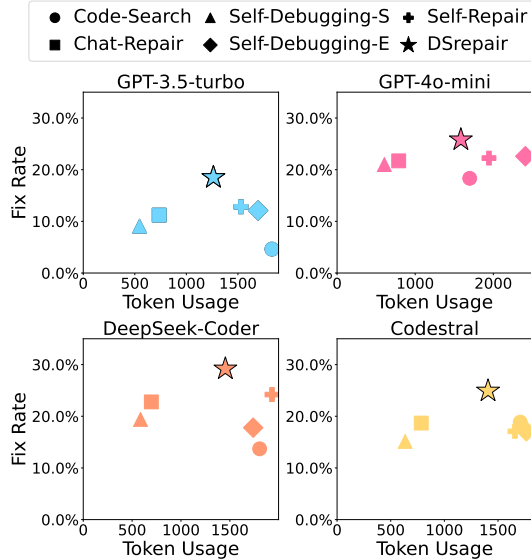 Code-Search Self-Debugging-S Self-Repair
Chat-Repair Self-Debugging-E DSrepair
GPT-3.5-turbo GPT-4o-mini
30.0% 30.0%
20.0% 20.0%
10.0% 10.0%
0.0% 0.0%
Fix Rate
0 500 1000 1500 0 1000 2000
Token Usage Token Usage
DeepSeek-Coder Codestral
30.0% 30.0%
20.0% 20.0%
10.0% 10.0%
0.0% 0.0%
Fix Rate
0 500 1000 1500 0 500 1000 1500
Token Usage Token Usage